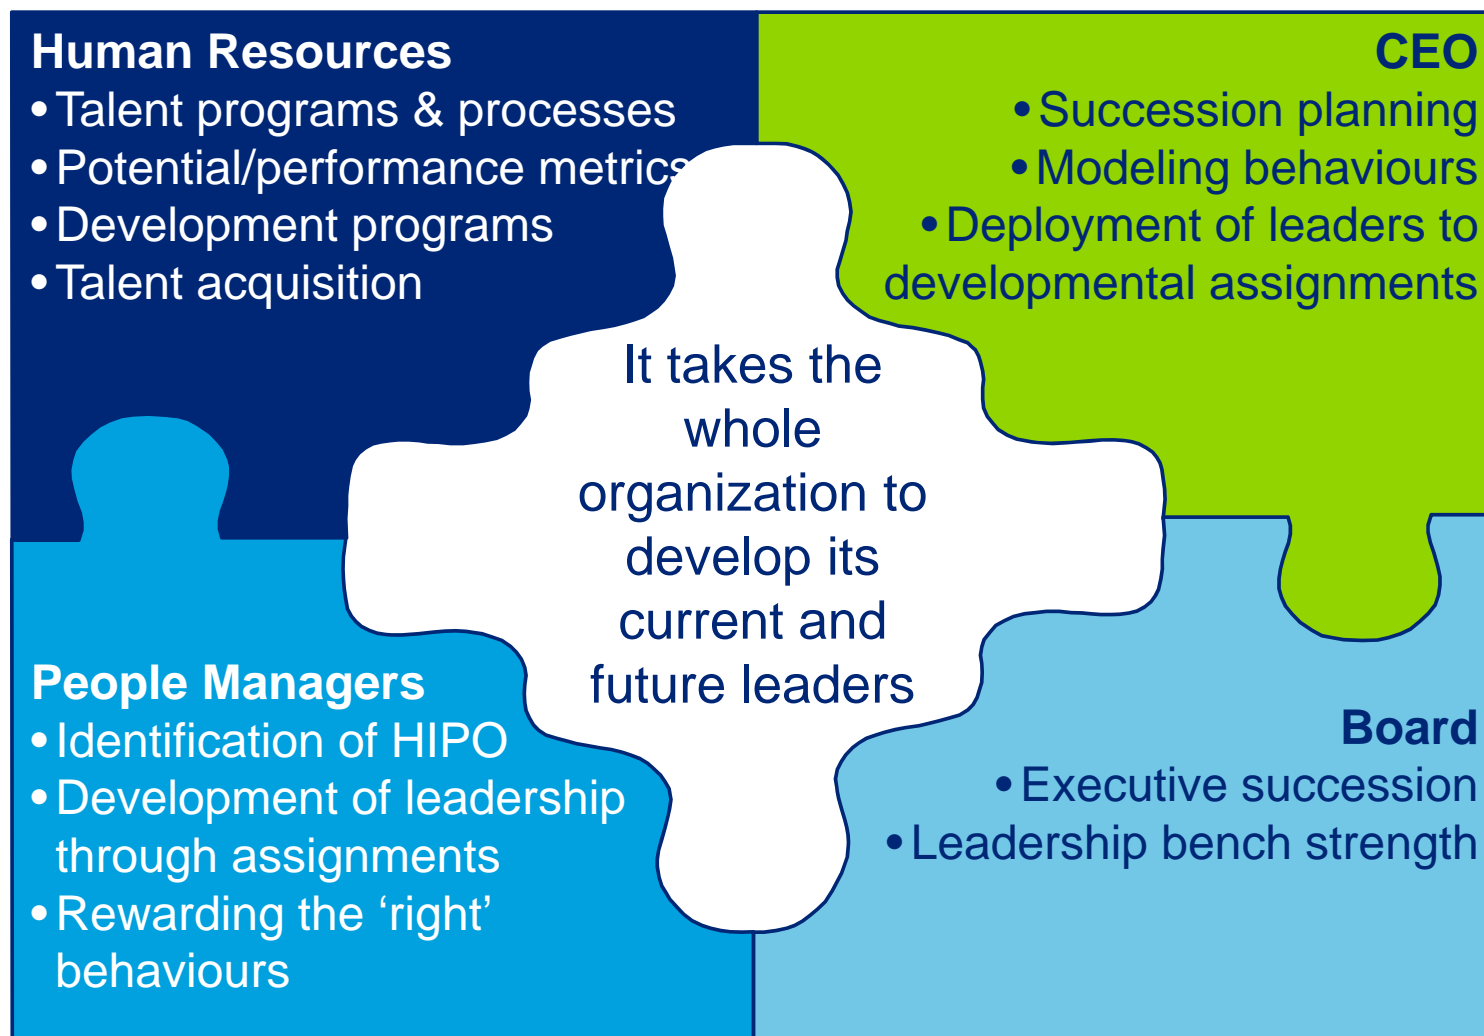 Human Resources
• Talent programs & processes
• Potential/performance metrics
• Development programs
• Talent acquisition
CEO
• Succession planning
• Modeling behaviours
• Deployment of leaders to
developmental assignments
It takes the
whole
organization to
develop its
current and
future leaders
People Managers
• Identification of HIPO
• Development of leadership
through assignments
• Rewarding the ‘right’
behaviours
Board
• Executive succession
• Leadership bench strength